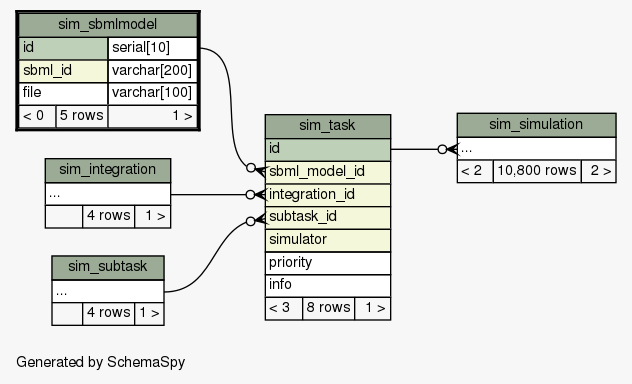 sim_sbmlmodel
id serial[10]
sbml_id varchar[200]
file varchar[100]
< 0 5 rows 1 >
sim_task
id
sbml_model_id
integration_id
subtask_id
simulator
priority
info
< 3 8 rows 1 >
sim_simulation
...
< 2 10,800 rows 2 >
sim_integration
...
4 rows 1 >
sim_subtask
...
4 rows 1 >
Generated by SchemaSpy